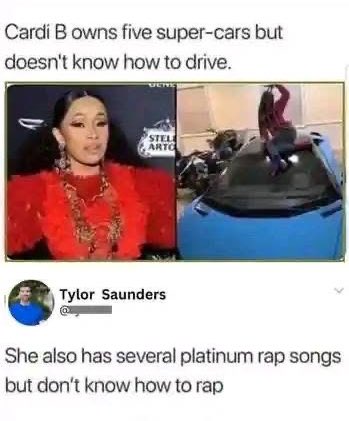 Cardi B owns five super-cars but
doesn't know how to drive.
STEL
ARTO
Tylor Saunders
@
She also has several platinum rap songs
but don't know how to rap